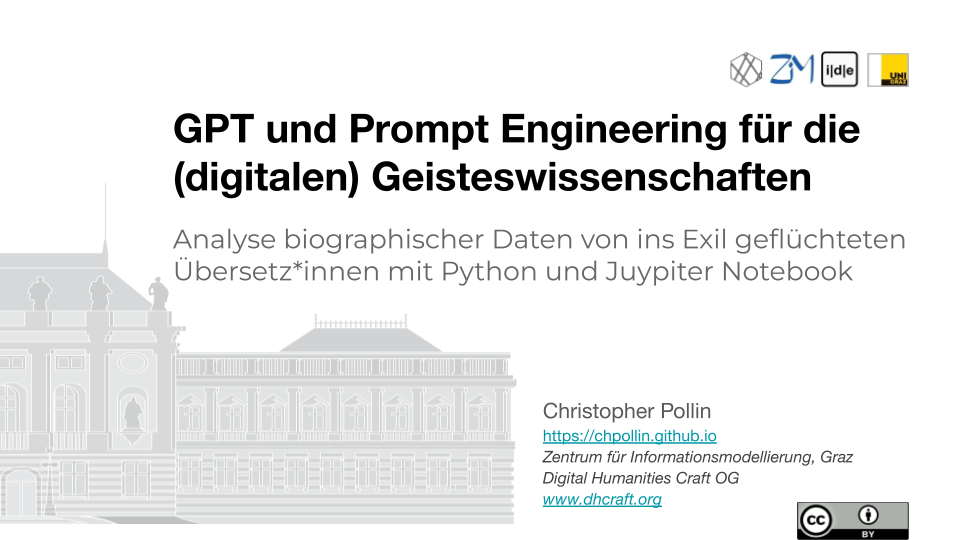 ZIM
i|d|e
UNI
GRAZ
GPT und Prompt Engineering für die
(digitalen) Geisteswissenschaften
Analyse biographischer Daten von ins Exil geflüchteten
Übersetz*innen mit Python und Juypiter Notebook
Christopher Pollin
https://chpollin.github.io
Zentrum für Informationsmodellierung, Graz
Digital Humanities Craft OG
www.dhcraft.org
cc
BY